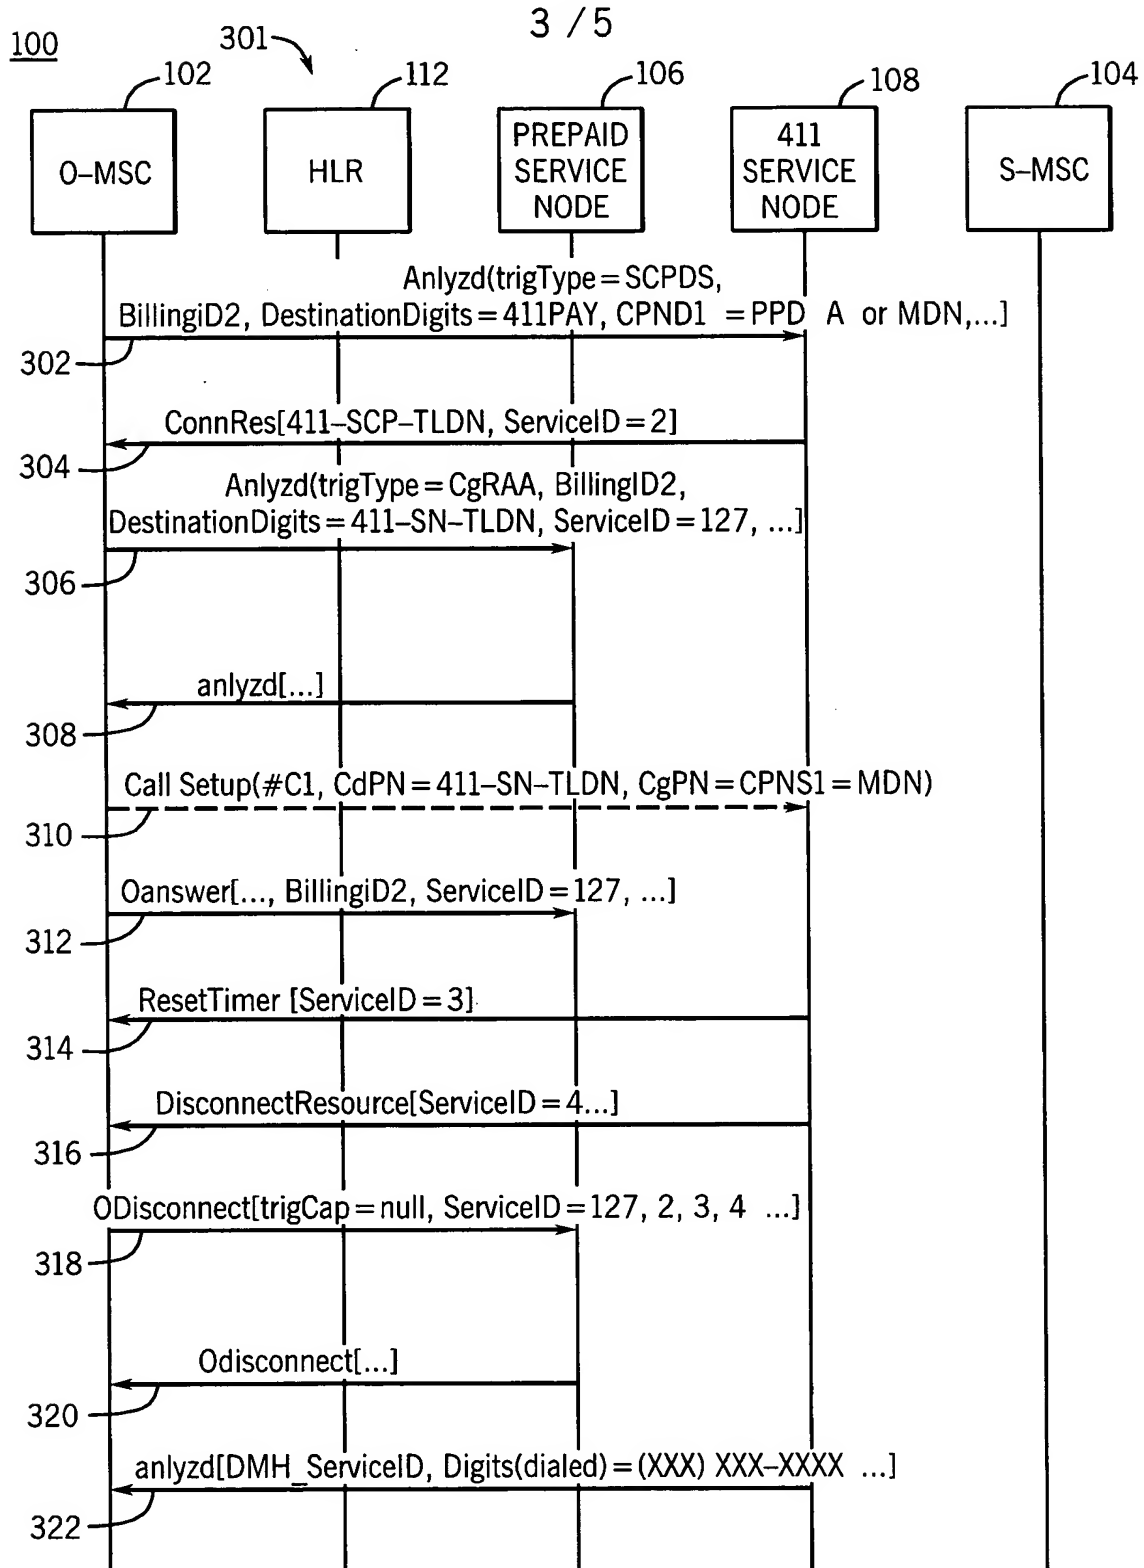 3 / 5
100
301
102
112
106
108
104
O–MSC
HLR
PREPAID
SERVICE
NODE
411
SERVICE
NODE
S–MSC
Anlyzd(trigType=SCPDS,
BillingiD2, DestinationDigits=411PAY, CPND1 =PPD A or MDN,...]
302
ConnRes[411–SCP–TLDN, ServiceID=2]
304
Anlyzd(trigType=CgRAA, BillingID2,
DestinationDigits=411–SN–TLDN, ServiceID=127, ...]
306
anlyzd[...]
308
Call Setup(#C1, CdPN=411–SN–TLDN, CgPN=CPNS1=MDN)
310
Oanswer[..., BillingiD2, ServiceID=127, ...]
312
ResetTimer [ServiceID=3]
314
DisconnectResource[ServiceID=4...]
316
ODisconnect[trigCap=null, ServiceID=127, 2, 3, 4 ...]
318
Odisconnect[...]
320
anlyzd[DMH_ServiceID, Digits(dialed)=(XXX) XXX–XXXX ...]
322